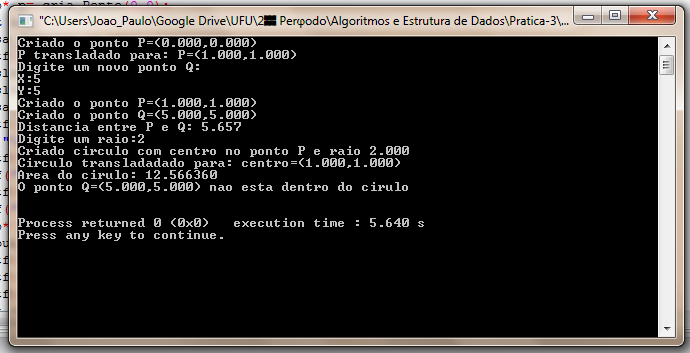 * p= cria_Ponto(0,0);
"C:\Users\Joao_Paulo\Google Drive\UFU\2 Perφodo\Algoritmos e Estrutura de Dados\Pratica-3\...
Criado o ponto P=(0.000,0.000)
P transladado para: P=(1.000,1.000)
Digite um novo ponto Q:
X:5
Y:5
Criado o ponto P=(1.000,1.000)
Criado o ponto Q=(5.000,5.000)
Distancia entre P e Q: 5.657
Digite um raio:2
Criado circulo com centro no ponto P e raio 2.000
Circulo transladadado para: centro=(1.000,1.000)
Area do cirulo: 12.566360
O ponto Q=(5.000,5.000) nao esta dentro do cirulo
Process returned 0 (0x0) execution time : 5.640 s
Press any key to continue.